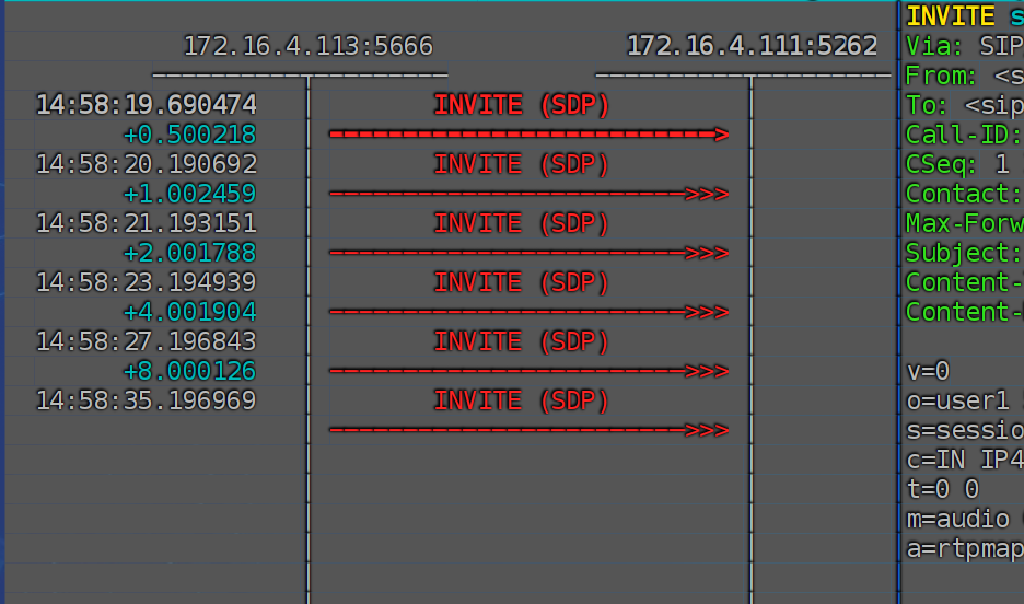 172.16.4.113:5666 172.16.4.111:5262
14:58:19.690474 INVITE (SDP)
+0.500218
14:58:20.190692 INVITE (SDP)
+1.002459
14:58:21.193151 INVITE (SDP)
+2.001788
14:58:23.194939 INVITE (SDP)
+4.001904
14:58:27.196843 INVITE (SDP)
+8.000126
14:58:35.196969 INVITE (SDP)
INVITE s
Via: SIP
From: <s
To: <sip
Call-ID:
CSeq: 1
Contact:
Max-Forw
Subject:
Content-
Content-
v=0
o=user1
s=sessio
c=IN IP4
t=0 0
m=audio
a=rtpmap